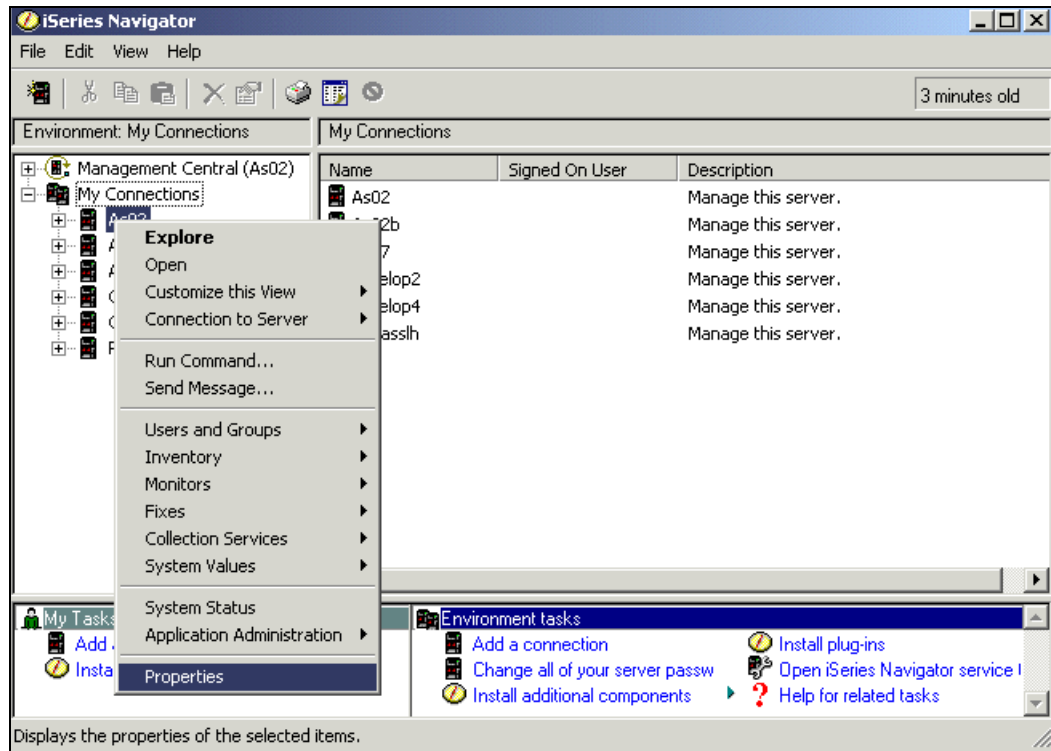 iSeries Navigator
File Edit View Help
3 minutes old
Environment: My Connections
My Connections
Management Central (As02)
My Connections
Name Signed On User Description
As02 Manage this server.
Manage this server.
Manage this server.
Manage this server.
Manage this server.
Manage this server.
Explore
Open
Customize this View
Connection to Server
Run Command...
Send Message...
Users and Groups
Inventory
Monitors
Fixes
Collection Services
System Values
System Status
Application Administration
Properties
My Tasks
Add
Environment tasks
Add a connection
Change all of your server passw
Install additional components
Install plug-ins
Open iSeries Navigator service
Help for related tasks
Displays the properties of the selected items.